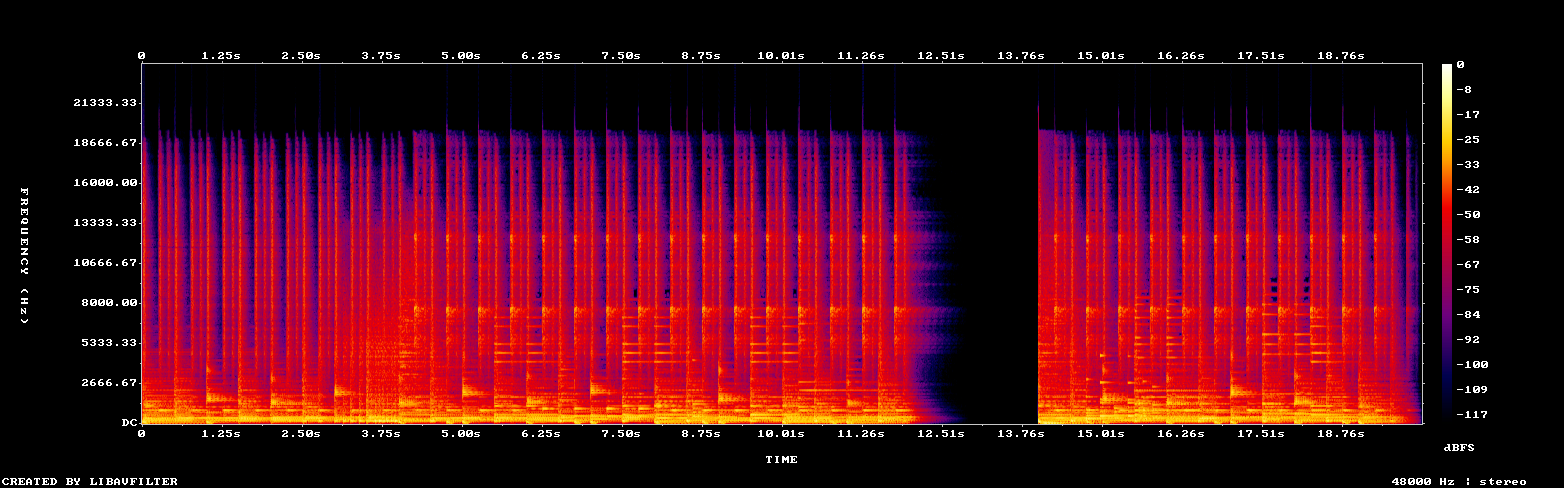 0 1.25s 2.50s 3.75s 5.00s 6.25s 7.50s 8.75s 10.01s 11.26s 12.51s 13.76s 15.01s 16.26s 17.51s 18.76s
0
-8
-17
-25
-33
-42
-50
-58
-67
-75
-84
-92
-100
-109
-117
dBFS
FREQUENCY (Hz)
21333.33
18666.67
16000.00
13333.33
10666.67
8000.00
5333.33
2666.67
DC
0 1.25s 2.50s 3.75s 5.00s 6.25s 7.50s 8.75s 10.01s 11.26s 12.51s 13.76s 15.01s 16.26s 17.51s 18.76s
TIME
CREATED BY LIBAVFILTER
48000 Hz | stereo